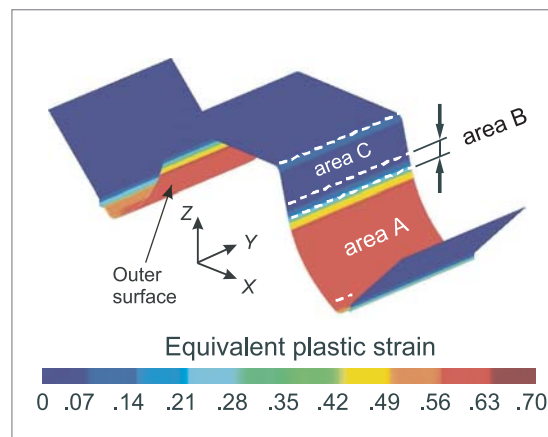 area B
area C
area A
Z
Y
X
Outer
surface
Equivalent plastic strain
0 .07 .14 .21 .28 .35 .42 .49 .56 .63 .70